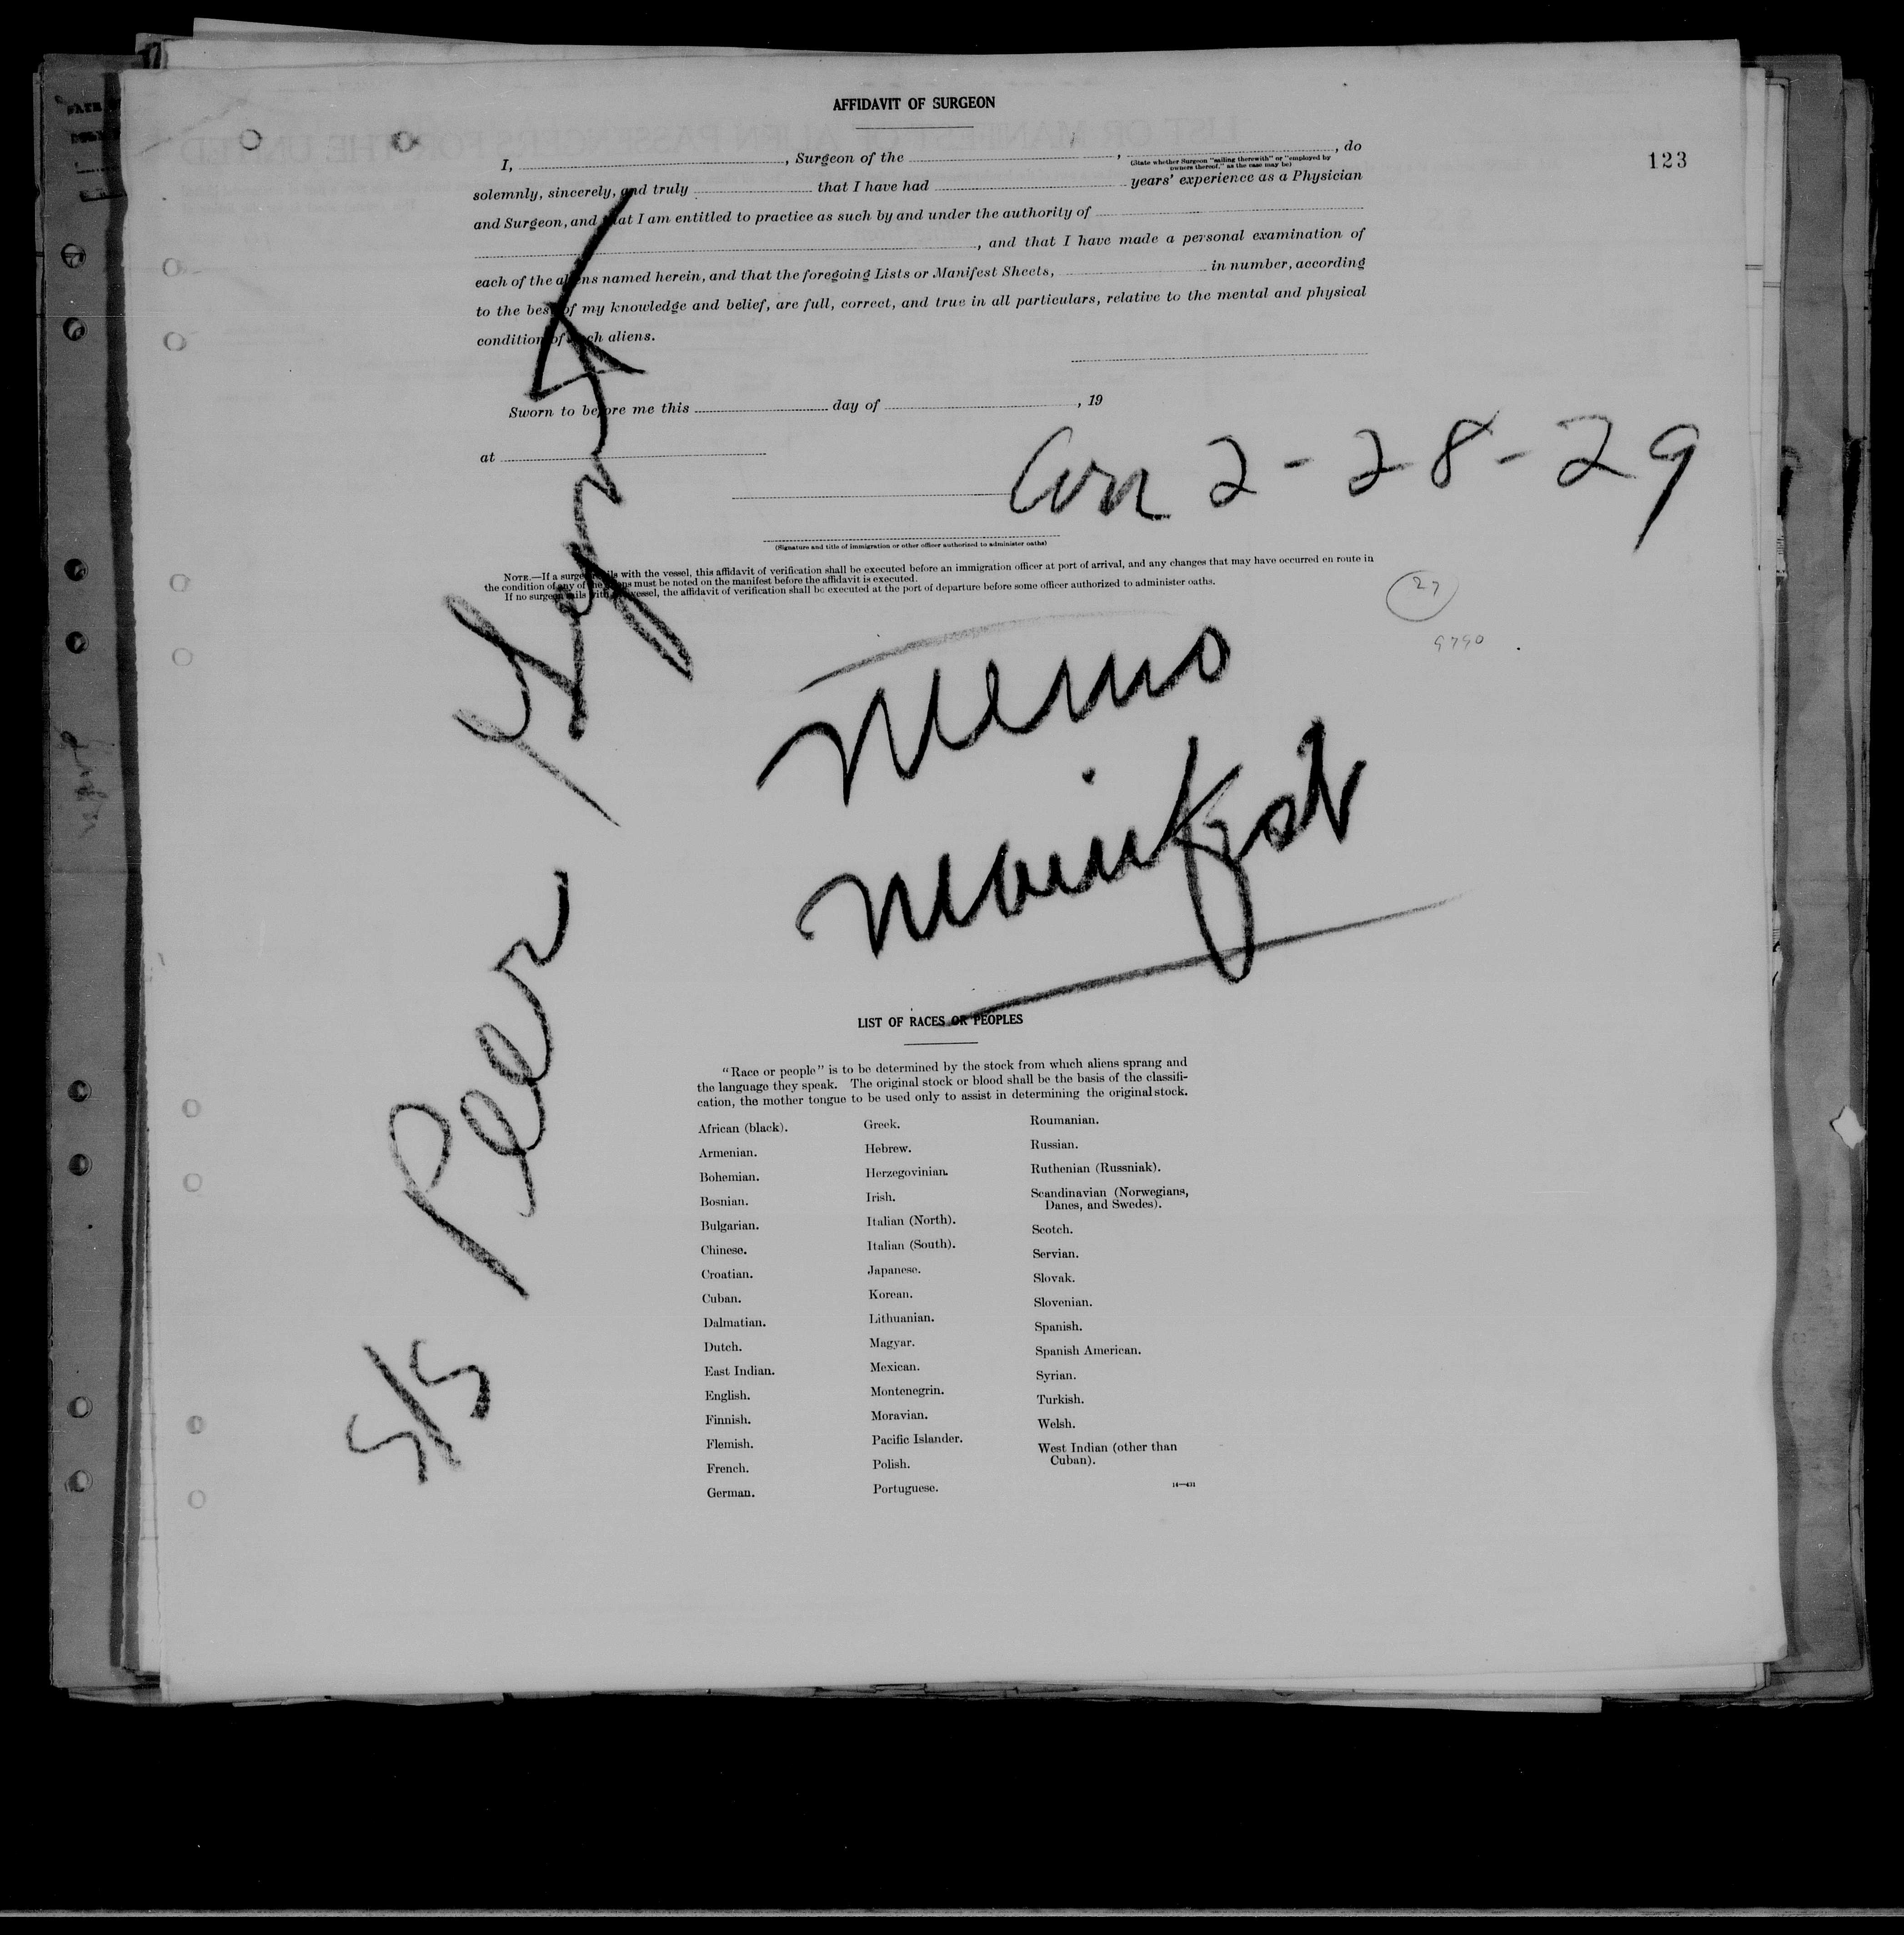 AFFIDAVIT OF SURGEON
123
I, , Surgeon of the , , do
(State whether Surgeon "sailing therewith" or "employed by
owners thereof," as the case may be)
solemnly, sincerely, and truly that I have had years' experience as a Physician
and Surgeon, and that I am entitled to practice as such by and under the authority of
, and that I have made a personal examination of
each of the aliens named herein, and that the foregoing Lists or Manifest Sheets, in number, according
to the best of my knowledge and belief, are full, correct, and true in all particulars, relative to the mental and physical
condition of such aliens.
Sworn to before me this day of , 19
at
2-28-29
(Signature and title of immigration or other officer authorized to administer oaths)
NOTE.—If a surgeon sails with the vessel, this affidavit of verification shall be executed before an immigration officer at port of arrival, and any changes that may have occurred en route in
the condition of any of the aliens must be noted on the manifest before the affidavit is executed.
If no surgeon sails with the vessel, the affidavit of verification shall be executed at the port of departure before some officer authorized to administer oaths.
27
S/S Peer Gynt
Memo
Manifest
LIST OF RACES OR PEOPLES
"Race or people" is to be determined by the stock from which aliens sprang and
the language they speak. The original stock or blood shall be the basis of the classifi-
cation, the mother tongue to be used only to assist in determining the original stock.
African (black).
Armenian.
Bohemian.
Bosnian.
Bulgarian.
Chinese.
Croatian.
Cuban.
Dalmatian.
Dutch.
East Indian.
English.
Finnish.
Flemish.
French.
German.
Greek.
Hebrew.
Herzegovinian.
Irish.
Italian (North).
Italian (South).
Japanese.
Korean.
Lithuanian.
Magyar.
Mexican.
Montenegrin.
Moravian.
Pacific Islander.
Polish.
Portuguese.
Roumanian.
Russian.
Ruthenian (Russniak).
Scandinavian (Norwegians,
Danes, and Swedes).
Scotch.
Servian.
Slovak.
Slovenian.
Spanish.
Spanish American.
Syrian.
Turkish.
Welsh.
West Indian (other than
Cuban).
14—431